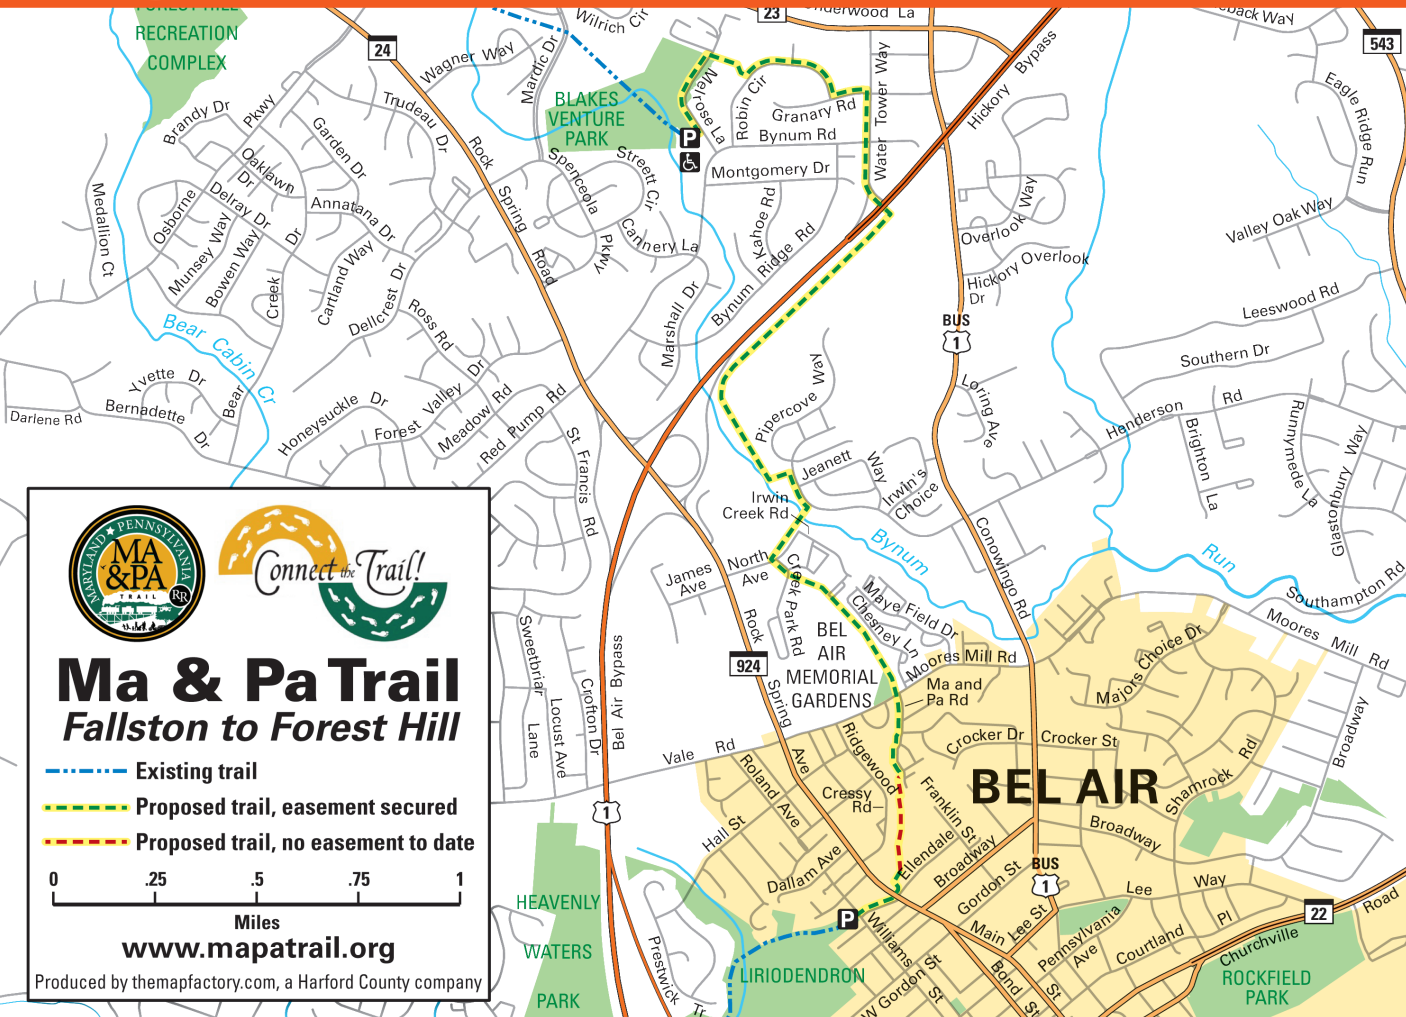 FOREST HILL
RECREATION
COMPLEX
24
Wagner Way
Mardic Dr
Wilrich Cir
23
Underwood La
Bypass
Hickory
543
Eagle Ridge Run
Brandy Dr
Pkwy
Trudeau Dr
Garden Dr
Oaklawn
Dr
Osborne
Delray Dr
Annatana Dr
Munsey Way
Bowen Way
Dr
Creek
Cartland Way
Dellcrest Dr
Ross Rd
Medallion Ct
Bear Cabin Cr
Rock
Spring
Road
BLAKES
VENTURE
PARK
P
Melrose La
Robin Cir
Granary Rd
Bynum Rd
Montgomery Dr
Water Tower Way
Spenceola
Pkwy
Streett Cir
Cannery La
Kahoe Rd
Bynum Ridge Rd
Marshall Dr
Overlook Way
Hickory Overlook
Dr
Valley Oak Way
Leeswood Rd
Southern Dr
BUS
1
Loring Ave
Henderson Rd
Brighton La
Runnymede La
Glastonbury Way
Yvette Dr
Bernadette
Dr
Bear
Darlene Rd
Honeysuckle Dr
Forest Valley Dr
Meadow Rd
Red Pump Rd
St Francis Rd
Pipercove Way
Jeanett
Way
Irwin's
Choice
Irwin
Creek Rd
Bynum
Run
Conowingo Rd
Southampton Rd
Moores Mill Rd
James
Ave
North
Ave
Creek Park Rd
Maye Field Dr
Chesney Ln
Moores Mill Rd
BEL
AIR
MEMORIAL
GARDENS
Ma and
Pa Rd
Majors Choice Dr
Broadway
924
Rock
Spring
Ave
Sweetbriar
Lane
Locust Ave
Crofton Dr
Bel Air Bypass
Vale Rd
Ridgewood
Roland Ave
Cressy
Rd
Crocker Dr
Crocker St
BEL AIR
Shamrock Rd
Franklin St
Broadway
Hall St
Dallam Ave
Ellendale
Broadway
1
BUS
1
Gordon St
Lee Way
Main
Lee St
Pennsylvania
Ave
Courtland Pl
22
Churchville
Road
HEAVENLY
WATERS
PARK
Prestwick
Tr
P
Williams
St
LIRIODENDRON
W Gordon St
Bond St
St
ROCKFIELD
PARK
MARYLAND PENNSYLVANIA
MA
&PA
RR
TRAIL
Connect the Trail!
Ma & Pa Trail
Fallston to Forest Hill
Existing trail
Proposed trail, easement secured
Proposed trail, no easement to date
0 .25 .5 .75 1
Miles
www.mapatrail.org
Produced by themapfactory.com, a Harford County company